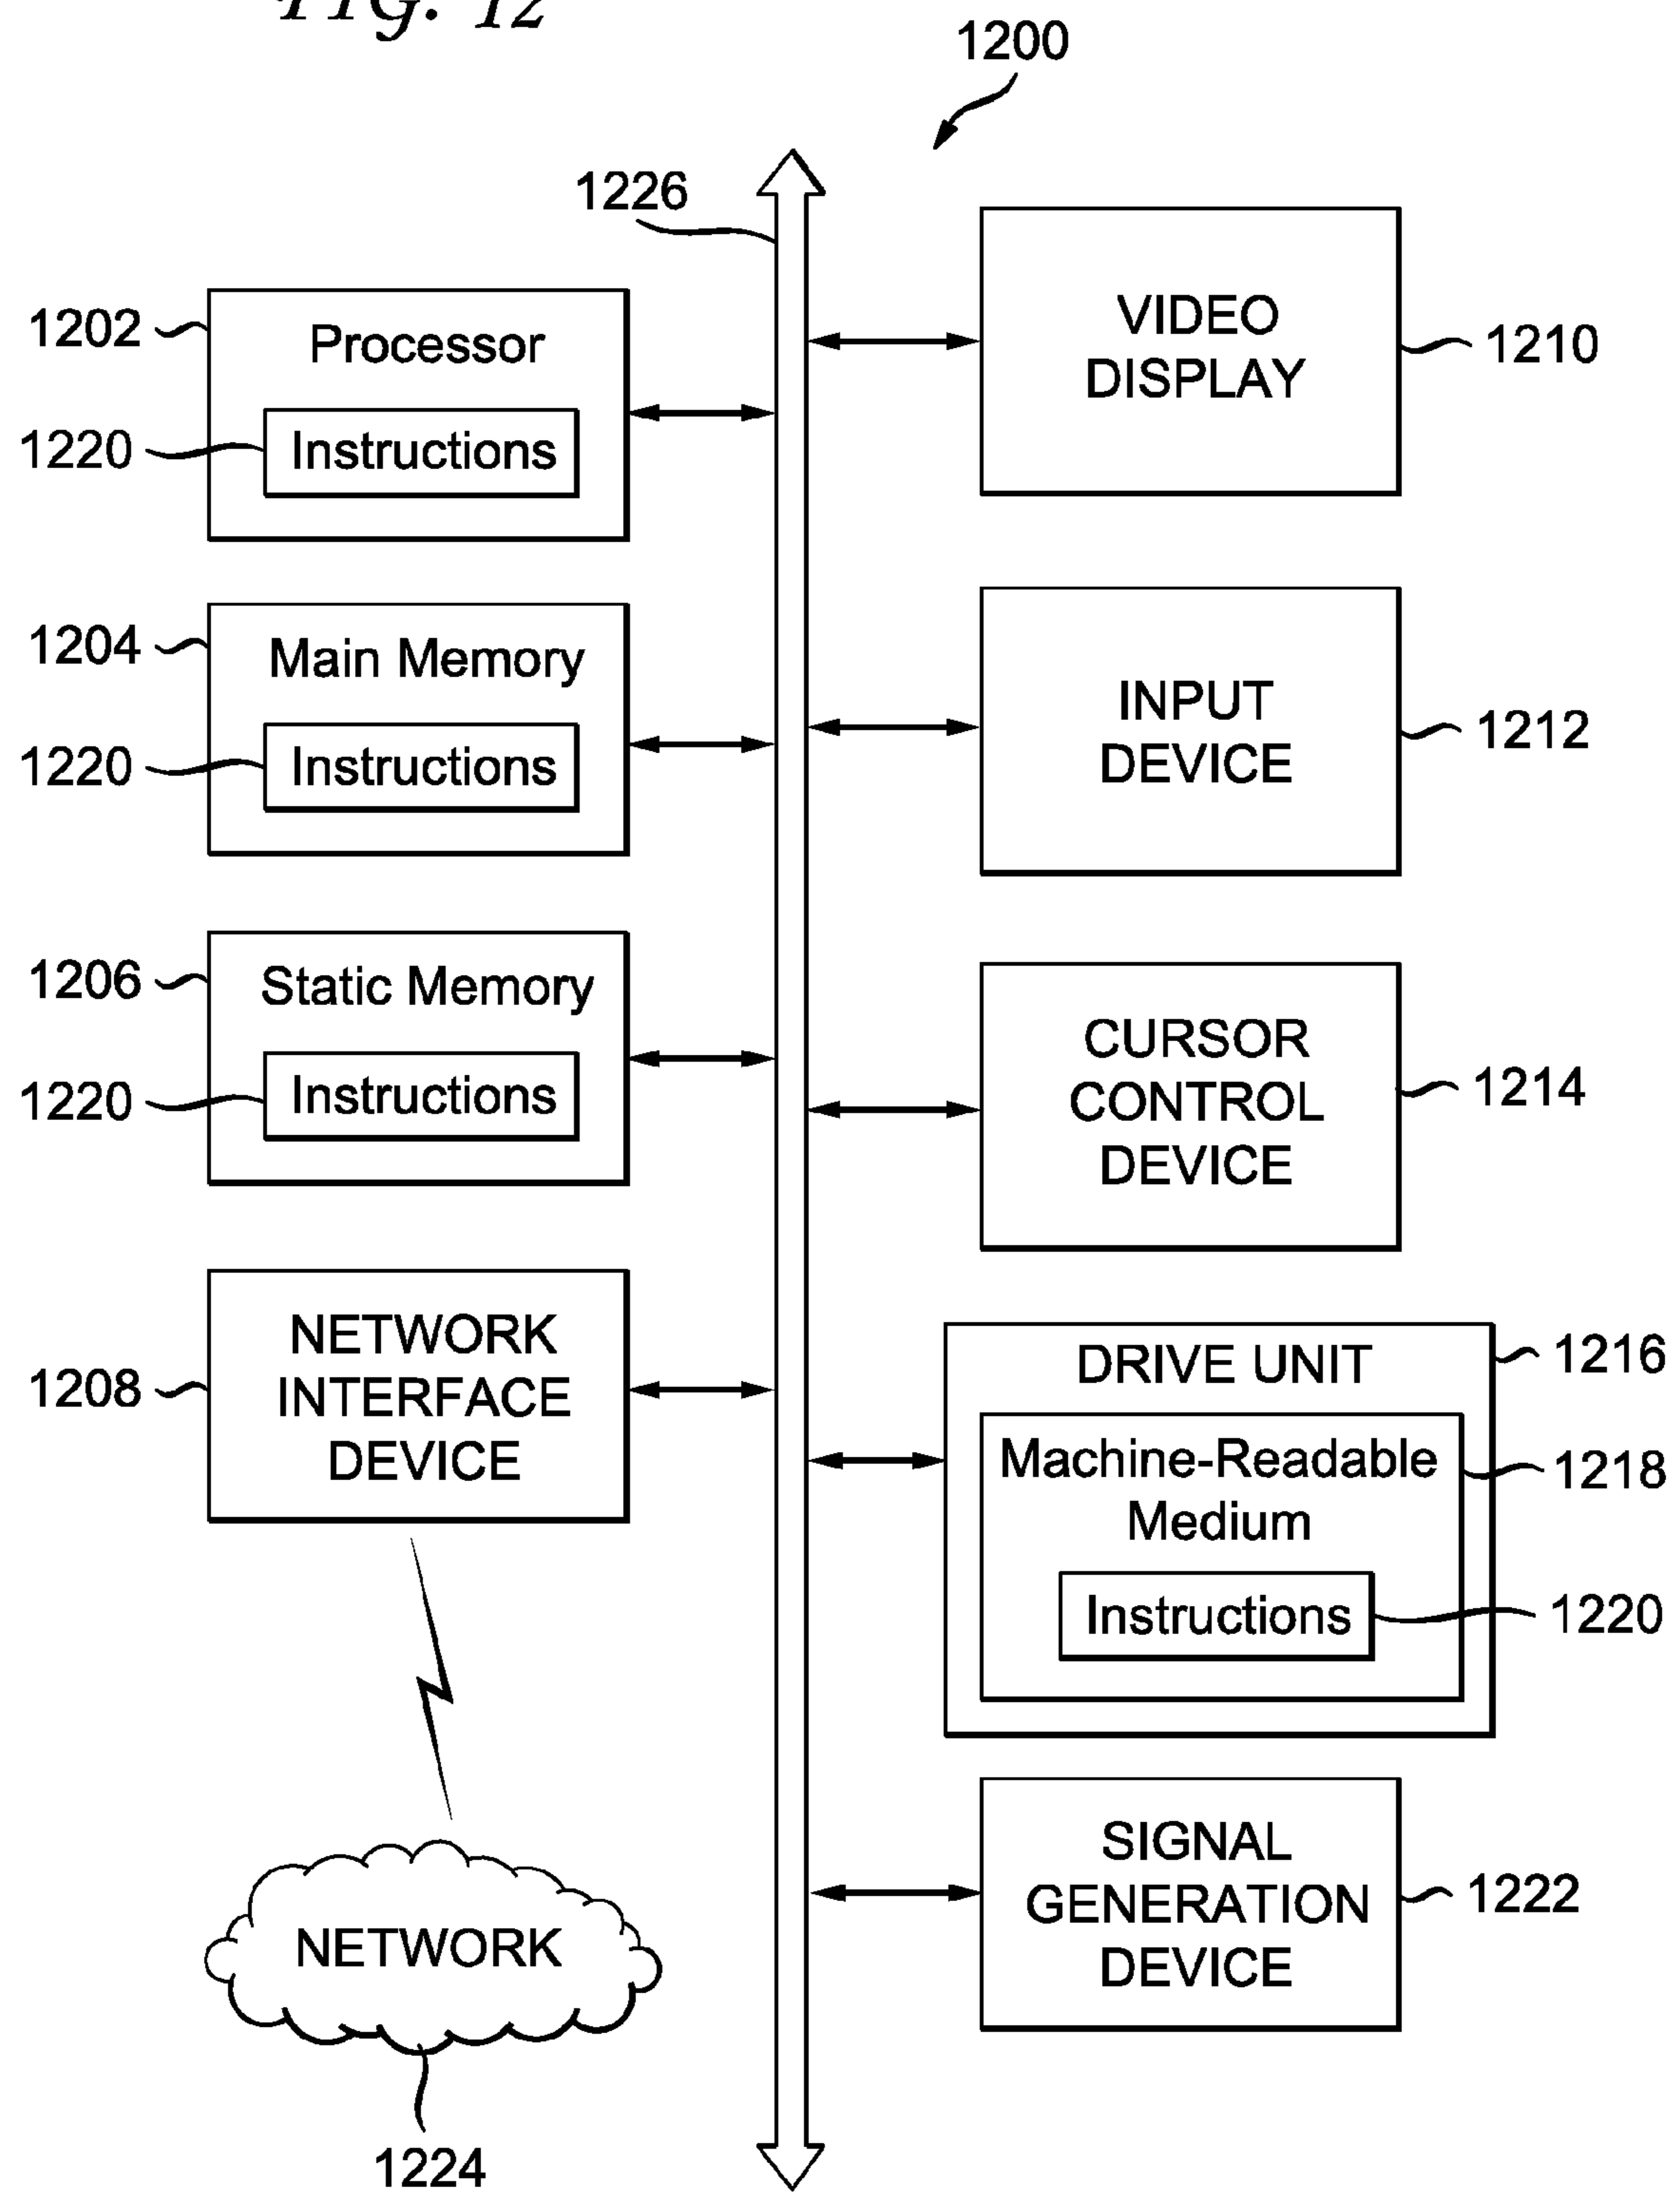 FIG. 12
1200
1226
1202
Processor
1220
Instructions
1204
Main Memory
1220
Instructions
1206
Static Memory
1220
Instructions
1208
NETWORK
INTERFACE
DEVICE
NETWORK
1224
VIDEO
DISPLAY
1210
INPUT
DEVICE
1212
CURSOR
CONTROL
DEVICE
1214
DRIVE UNIT
1216
Machine-Readable
Medium
1218
Instructions
1220
SIGNAL
GENERATION
DEVICE
1222